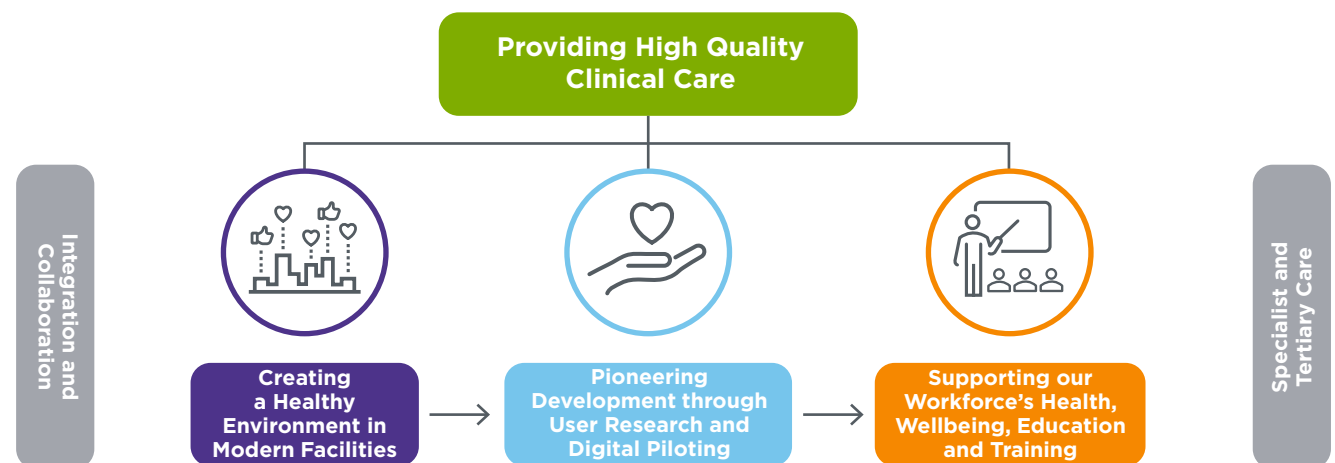 Providing High Quality
Clinical Care
Integration and
Collaboration
Creating
a Healthy
Environment in
Modern Facilities
Pioneering
Development through
User Research and
Digital Piloting
Supporting our
Workforce's Health,
Wellbeing, Education
and Training
Specialist and
Tertiary Care